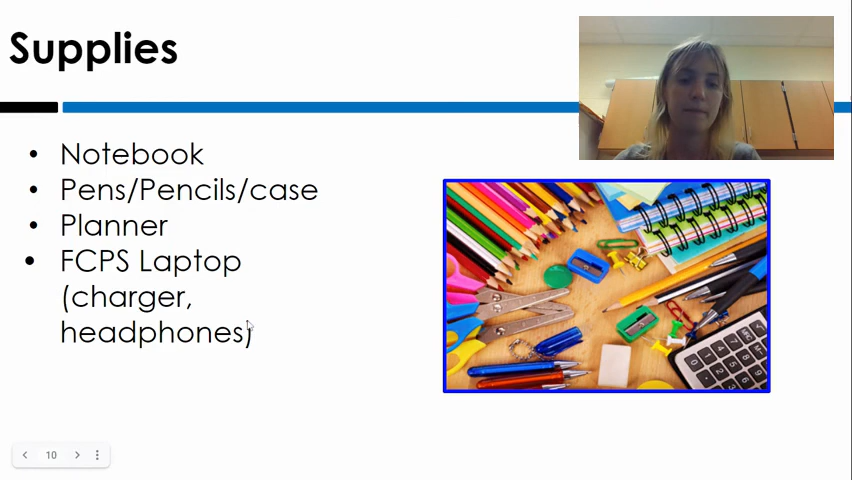 Supplies
• Notebook
• Pens/Pencils/case
• Planner
• FCPS Laptop
(charger,
headphones)
10